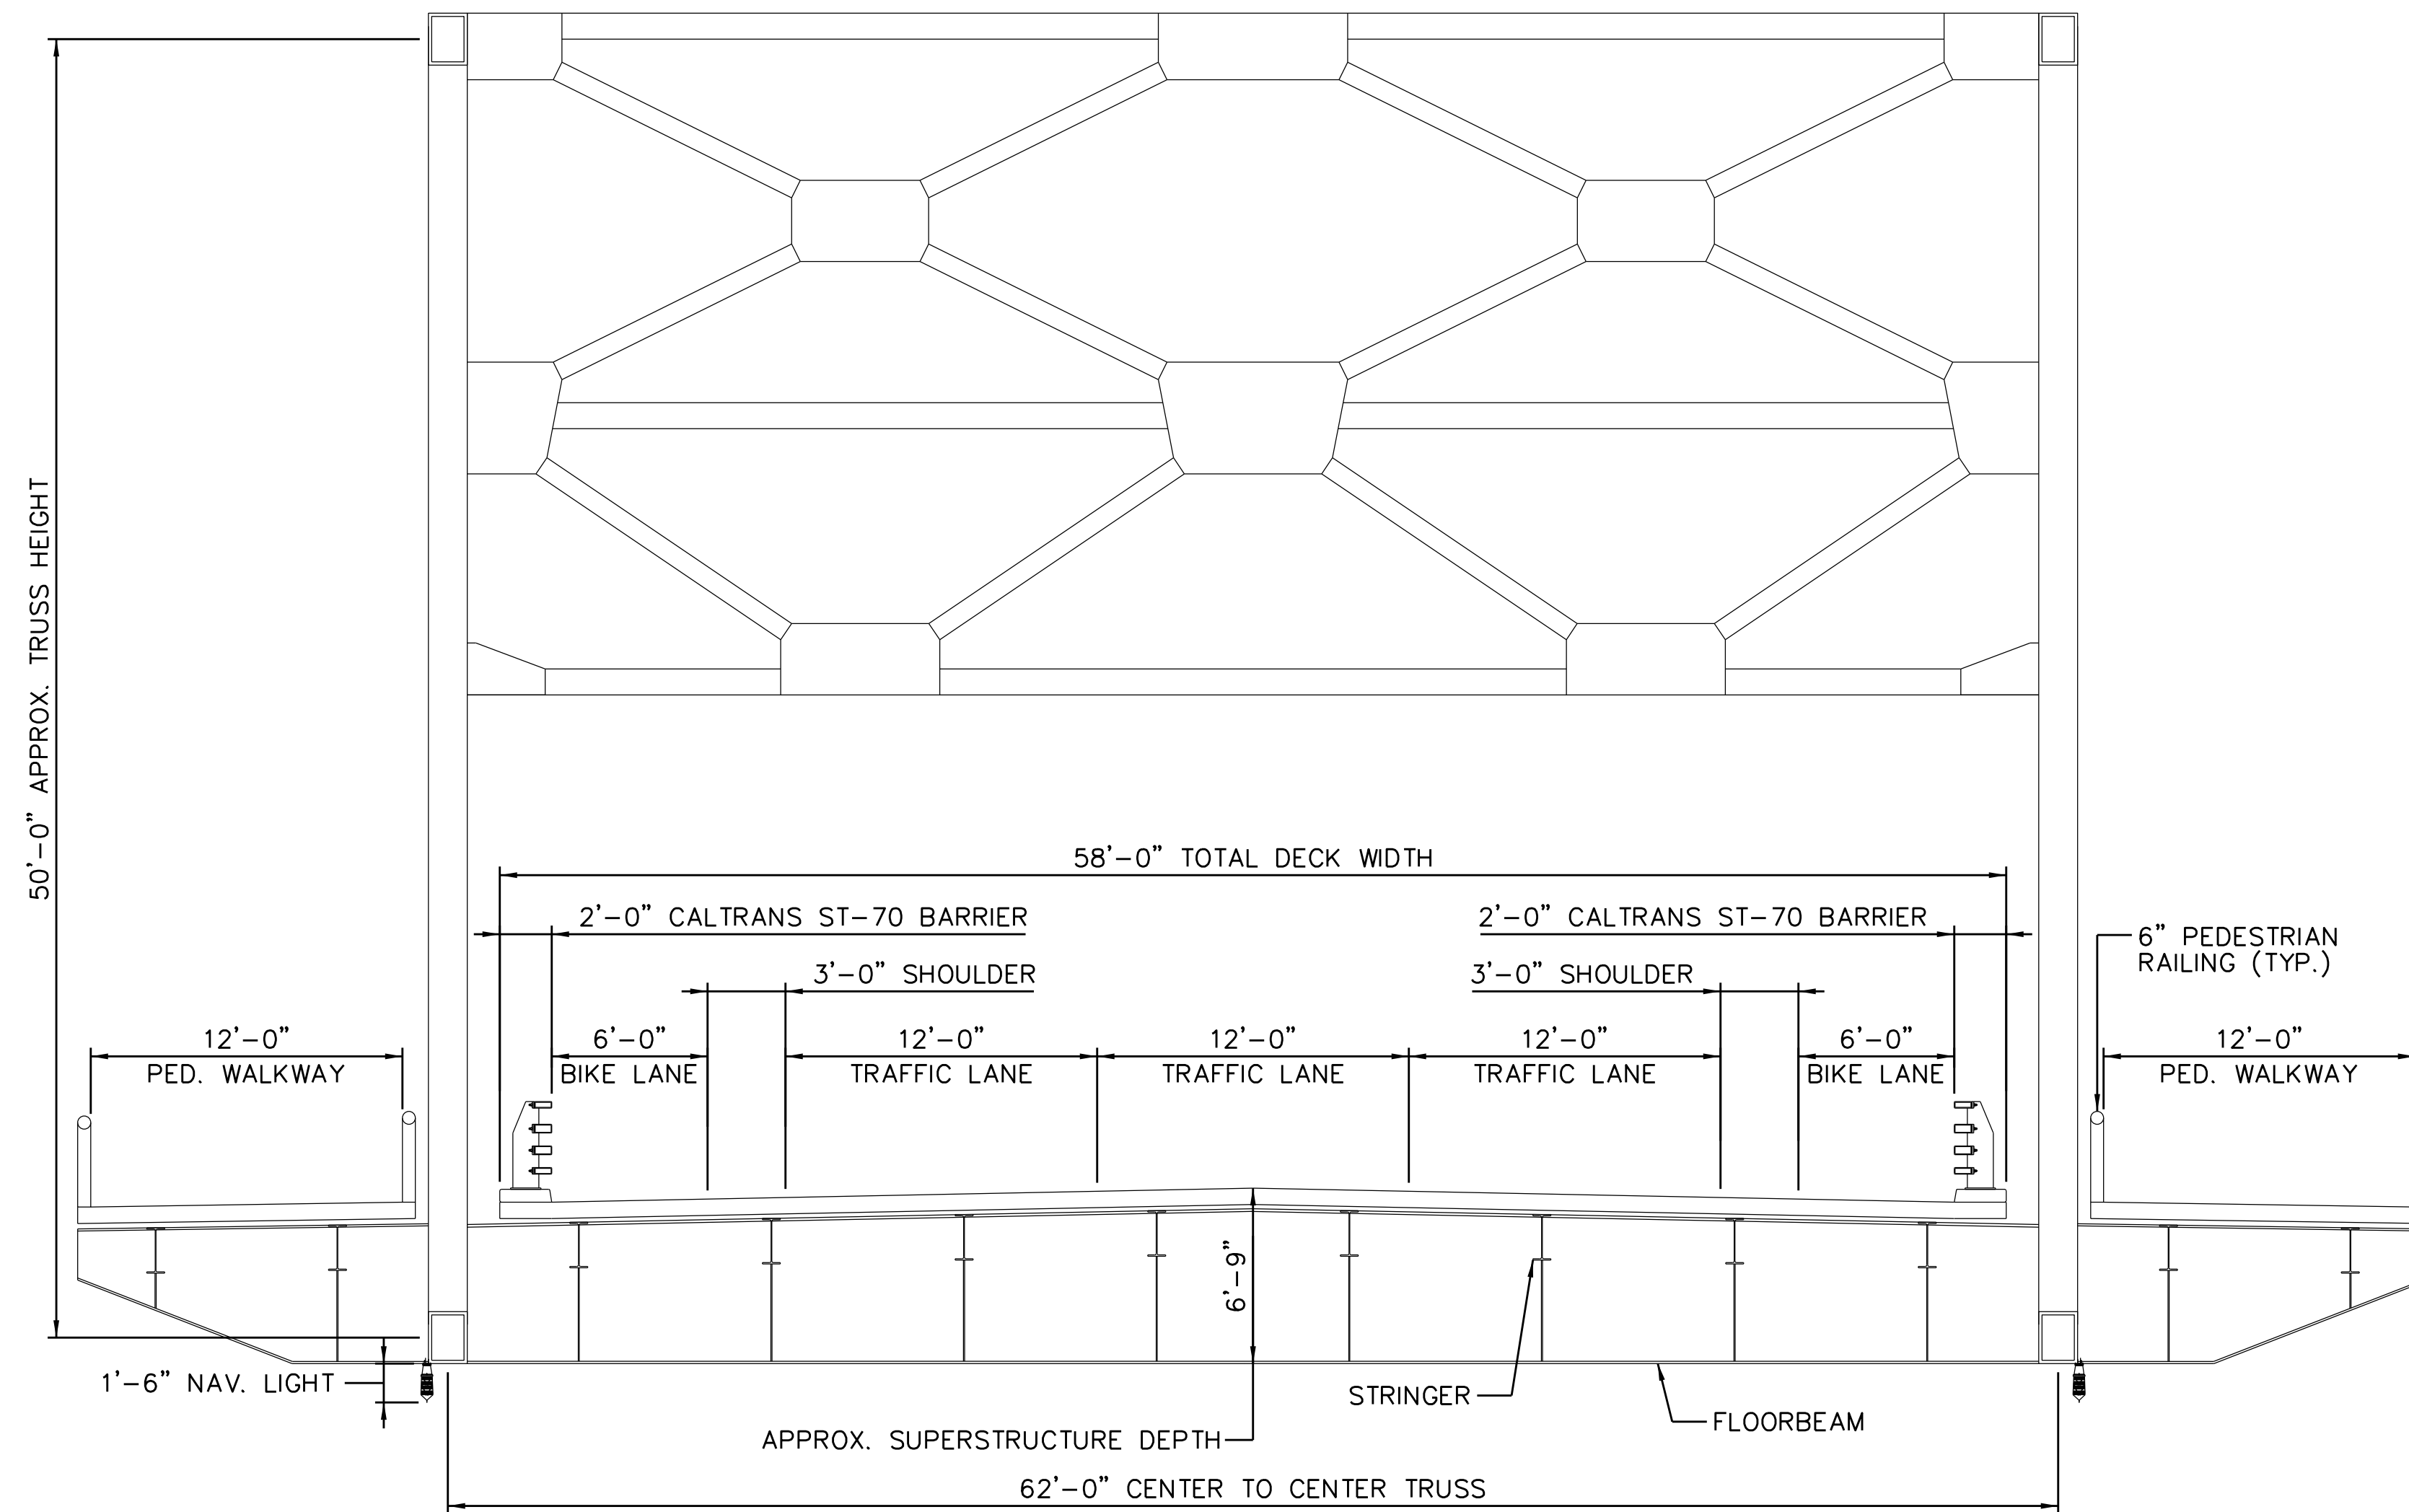 50'-0" APPROX. TRUSS HEIGHT
58'-0" TOTAL DECK WIDTH
2'-0" CALTRANS ST-70 BARRIER
2'-0" CALTRANS ST-70 BARRIER
6" PEDESTRIAN
RAILING (TYP.)
3'-0" SHOULDER
3'-0" SHOULDER
12'-0"
PED. WALKWAY
6'-0"
BIKE LANE
12'-0"
TRAFFIC LANE
12'-0"
TRAFFIC LANE
12'-0"
TRAFFIC LANE
6'-0"
BIKE LANE
12'-0"
PED. WALKWAY
6'-9"
1'-6" NAV. LIGHT
STRINGER
FLOORBEAM
APPROX. SUPERSTRUCTURE DEPTH
62'-0" CENTER TO CENTER TRUSS